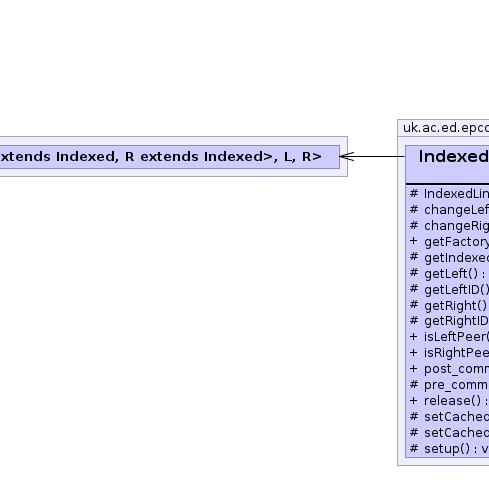 uk.ac.ed.epcc
xtends Indexed, R extends Indexed>, L, R>
Indexed
# IndexedLin
# changeLef
# changeRig
+ getFactory
# getIndexed
# getLeft() :
# getLeftID()
# getRight()
# getRightID
+ isLeftPeer(
+ isRightPee
+ post_comm
# pre_comm
+ release() :
# setCached
# setCached
# setup() : v